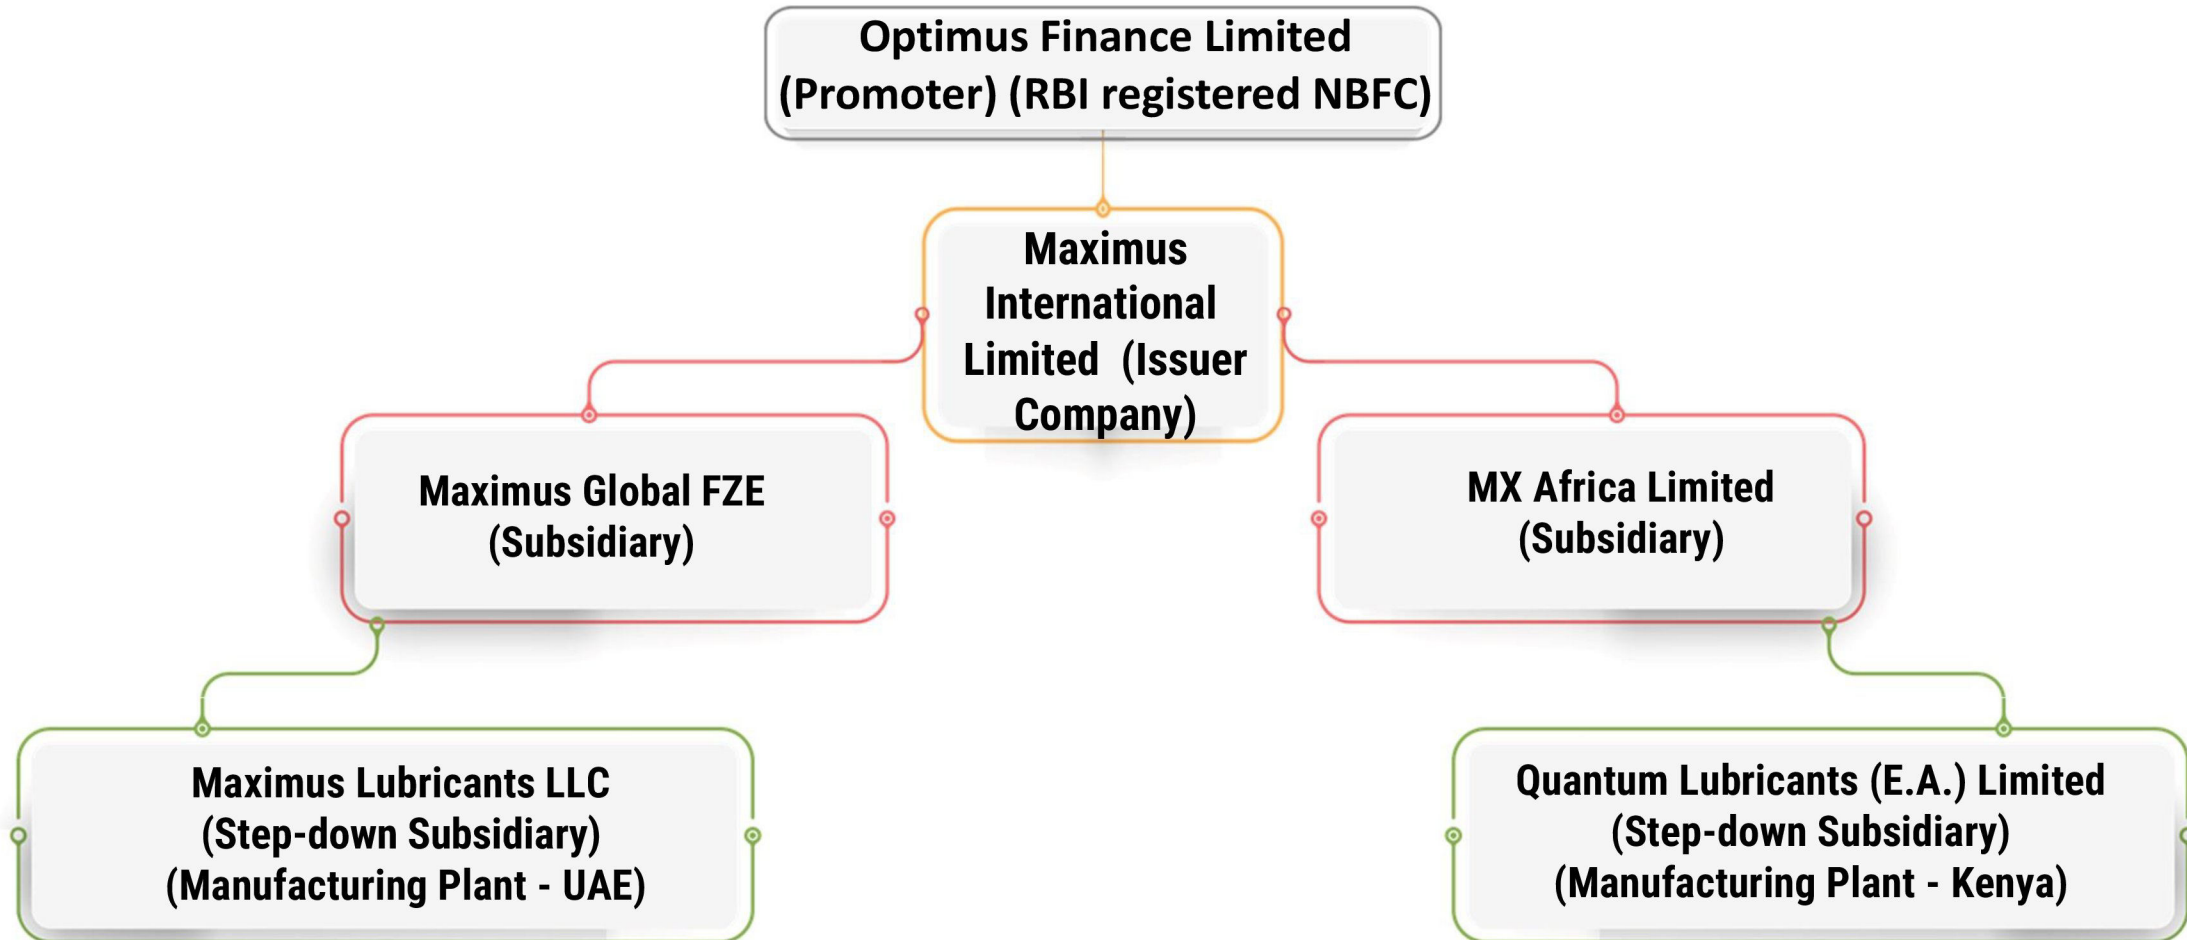 Optimus Finance Limited
(Promoter) (RBI registered NBFC)
Maximus
International
Limited (Issuer
Company)
Maximus Global FZE
(Subsidiary)
MX Africa Limited
(Subsidiary)
Maximus Lubricants LLC
(Step-down Subsidiary)
(Manufacturing Plant - UAE)
Quantum Lubricants (E.A.) Limited
(Step-down Subsidiary)
(Manufacturing Plant - Kenya)